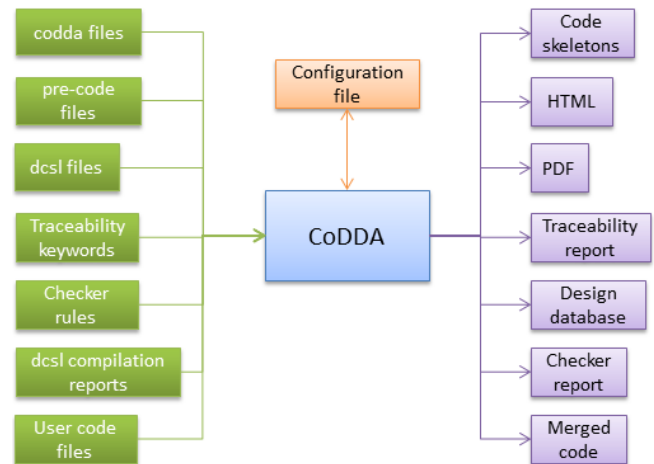 codda files
pre-code
files
dcsl files
Traceability
keywords
Checker
rules
dcsl compilation
reports
User code
files
Configuration
file
CoDDA
Code
skeletons
HTML
PDF
Traceability
report
Design
database
Checker
report
Merged
code